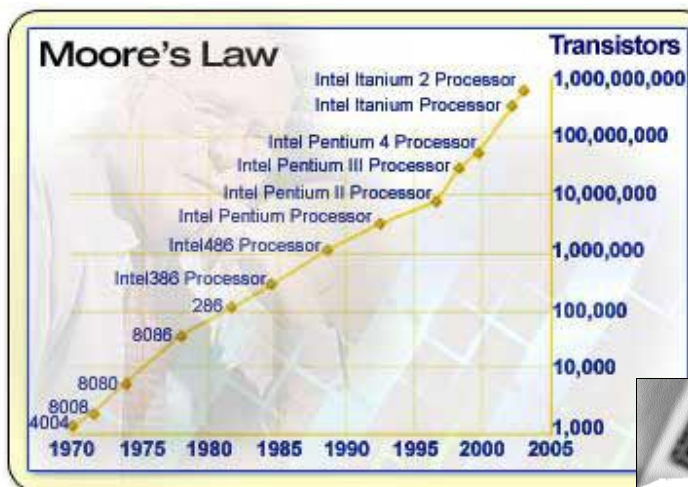 Moore's Law
Transistors
Intel Itanium 2 Processor
1,000,000,000
Intel Itanium Processor
100,000,000
Intel Pentium 4 Processor
Intel Pentium III Processor
Intel Pentium II Processor
10,000,000
Intel Pentium Processor
Intel486 Processor
1,000,000
Intel386 Processor
286
100,000
8086
10,000
8080
8008
4004
1,000
1970 1975 1980 1985 1990 1995 2000 2005